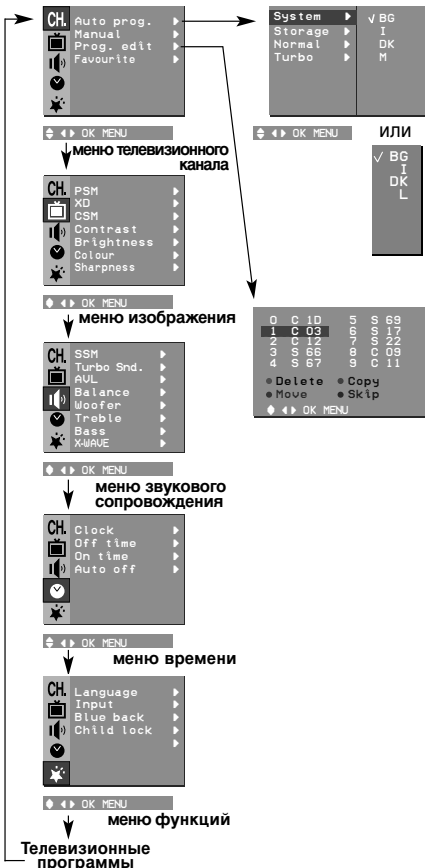 CH.
Auto prog.
Manual
Prog. edit
Favourite
OK MENU
меню телевизионного
канала
System
Storage
Normal
Turbo
√ BG
I
DK
M
OK MENU
или
√ BG
I
DK
L
CH.
PSM
XD
CSM
Contrast
Brightness
Colour
Sharpness
OK MENU
меню изображения
0 C 1D 5 S 69
1 C 03 6 S 17
2 C 12 7 S 22
3 S 66 8 C 09
4 S 67 9 C 11
Delete Copy
Move Skip
OK MENU
CH.
SSM
Turbo Snd.
AVL
Balance
Woofer
Treble
Bass
X-WAVE
OK MENU
меню звукового
сопровождения
CH.
Clock
Off time
On time
Auto off
OK MENU
меню времени
CH.
Language
Input
Blue back
Child lock
OK MENU
меню функций
Телевизионные
программы